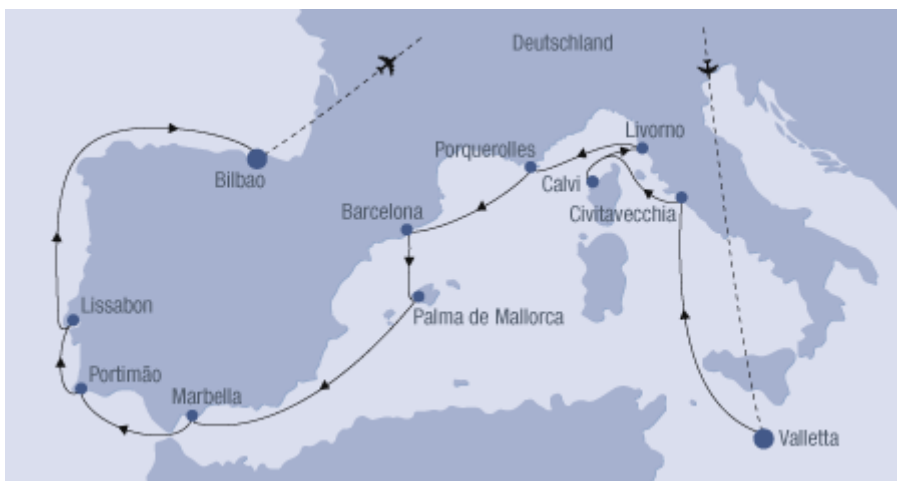 Deutschland
Livorno
Porquerolles
Bilbao
Calvi
Barcelona
Civitavecchia
Lissabon
Palma de Mallorca
Portimão
Marbella
Valletta